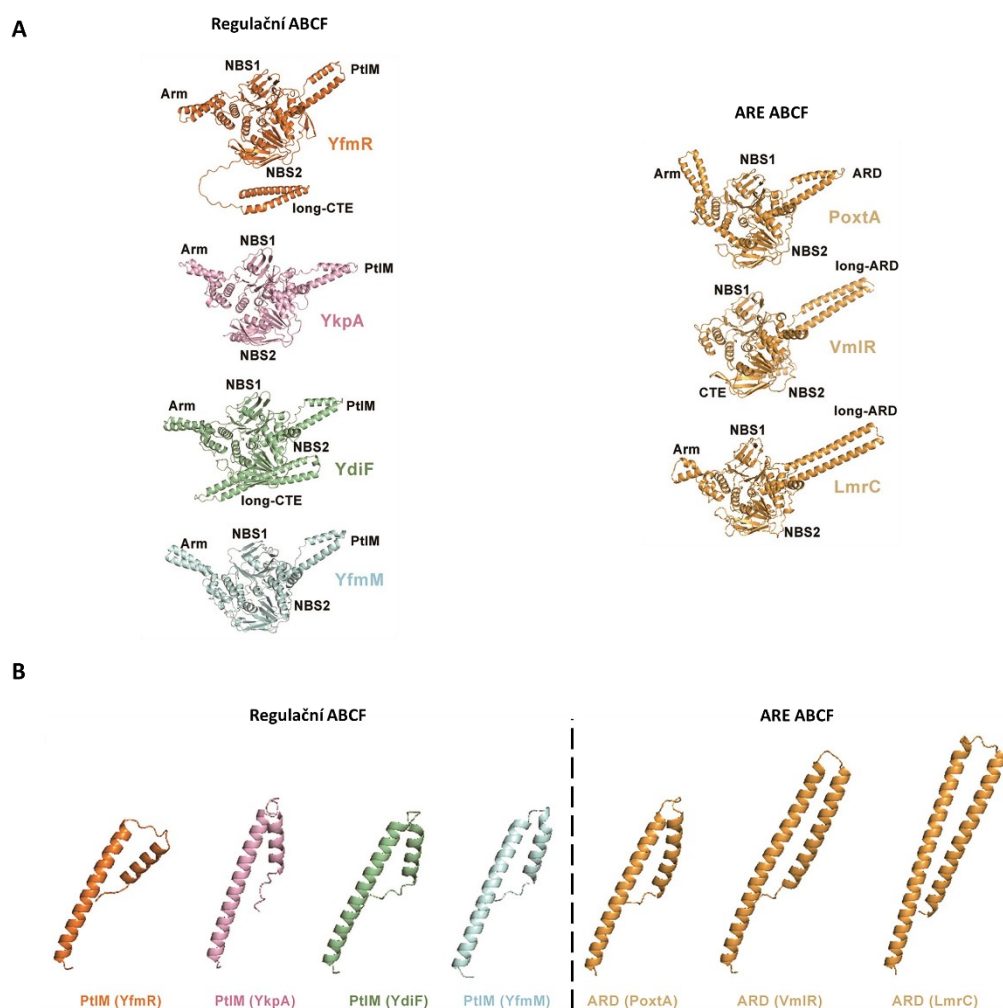 A
Regulační ABCF
NBS1
PtIM
Arm
YfmR
NBS2
long-CTE
NBS1
Arm
PtIM
YkpA
NBS2
NBS1
Arm
PtIM
NBS2
YdiF
long-CTE
NBS1
Arm
PtIM
YfmM
NBS2
ARE ABCF
NBS1
Arm
ARD
PoxtA
NBS2
long-ARD
NBS1
VmlR
CTE
NBS2
long-ARD
NBS1
Arm
LmrC
NBS2
B
Regulační ABCF
ARE ABCF
PtIM (YfmR)
PtIM (YkpA)
PtIM (YdiF)
PtIM (YfmM)
ARD (PoxtA)
ARD (VmlR)
ARD (LmrC)